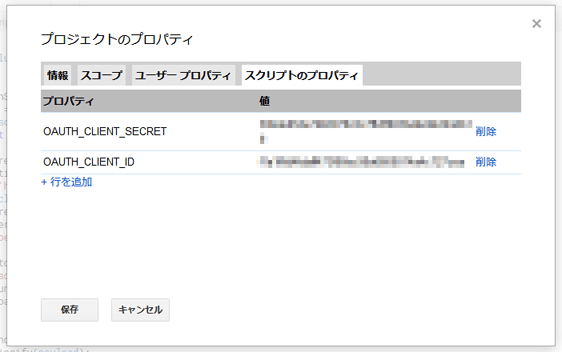 プロジェクトのプロパティ
情報 スコープ ユーザー プロパティ スクリプトのプロパティ
プロパティ 値
OAUTH_CLIENT_SECRET 削除
OAUTH_CLIENT_ID 削除
+ 行を追加
保存 キャンセル